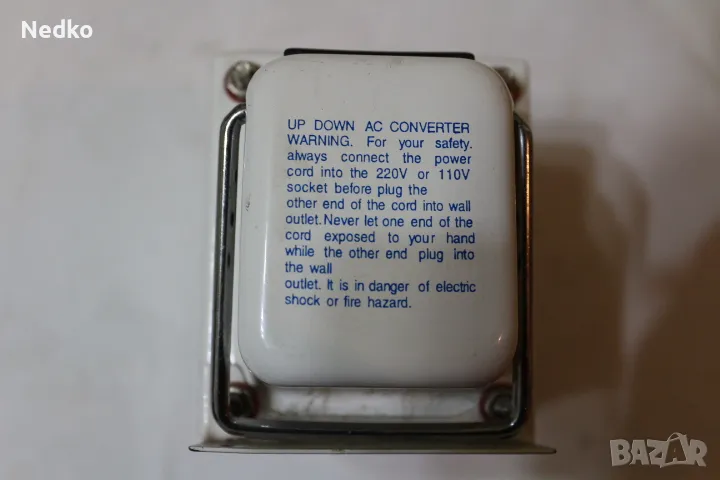 Nedko
UP DOWN AC CONVERTER
WARNING. For your safety.
always connect the power
cord into the 220V or 110V
socket before plug the
other end of the cord into wall
outlet. Never let one end of the
cord exposed to your hand
while the other end plug into
the wall
outlet. It is in danger of electric
shock or fire hazard.
BAZAR